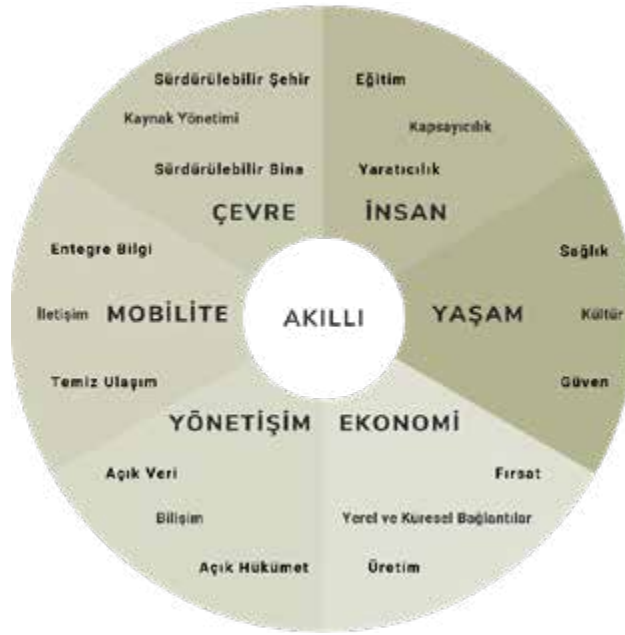 Sürdürülebilir Şehir
Kaynak Yönetimi
Sürdürülebilir Bina
ÇEVRE
Eğitim
Kapsayıcılık
Yaratıcılık
İNSAN
Entegre Bilgi
İletişim
MOBİLİTE
Temiz Ulaşım
AKILLI
Sağlık
YAŞAM
Kültür
Güven
YÖNETİŞİM
Açık Veri
Bilişim
Açık Hükümet
EKONOMİ
Fırsat
Yerel ve Küresel Bağlantılar
Üretim